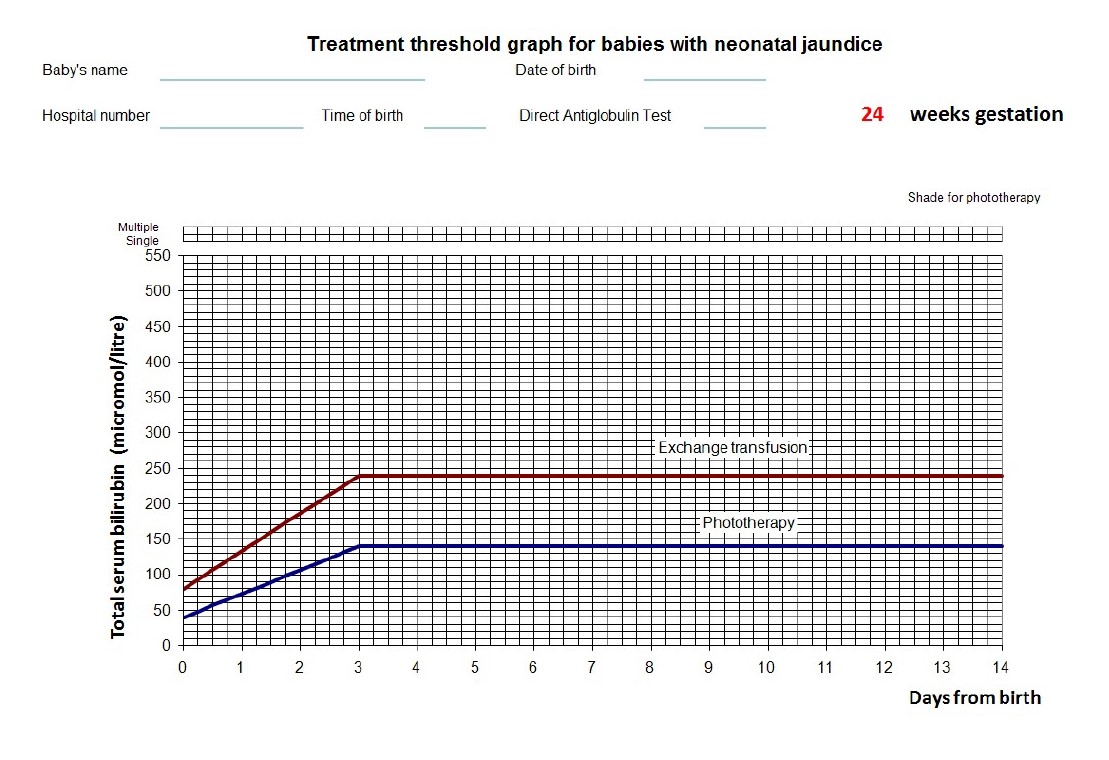 Treatment threshold graph for babies with neonatal jaundice
Baby's name Date of birth
Hospital number Time of birth Direct Antiglobulin Test 24 weeks gestation
Shade for phototherapy
Multiple
Single
550
500
450
400
350
300
250
200
150
100
50
0
Total serum bilirubin (micromol/litre)
Exchange transfusion
Phototherapy
0 1 2 3 4 5 6 7 8 9 10 11 12 13 14
Days from birth